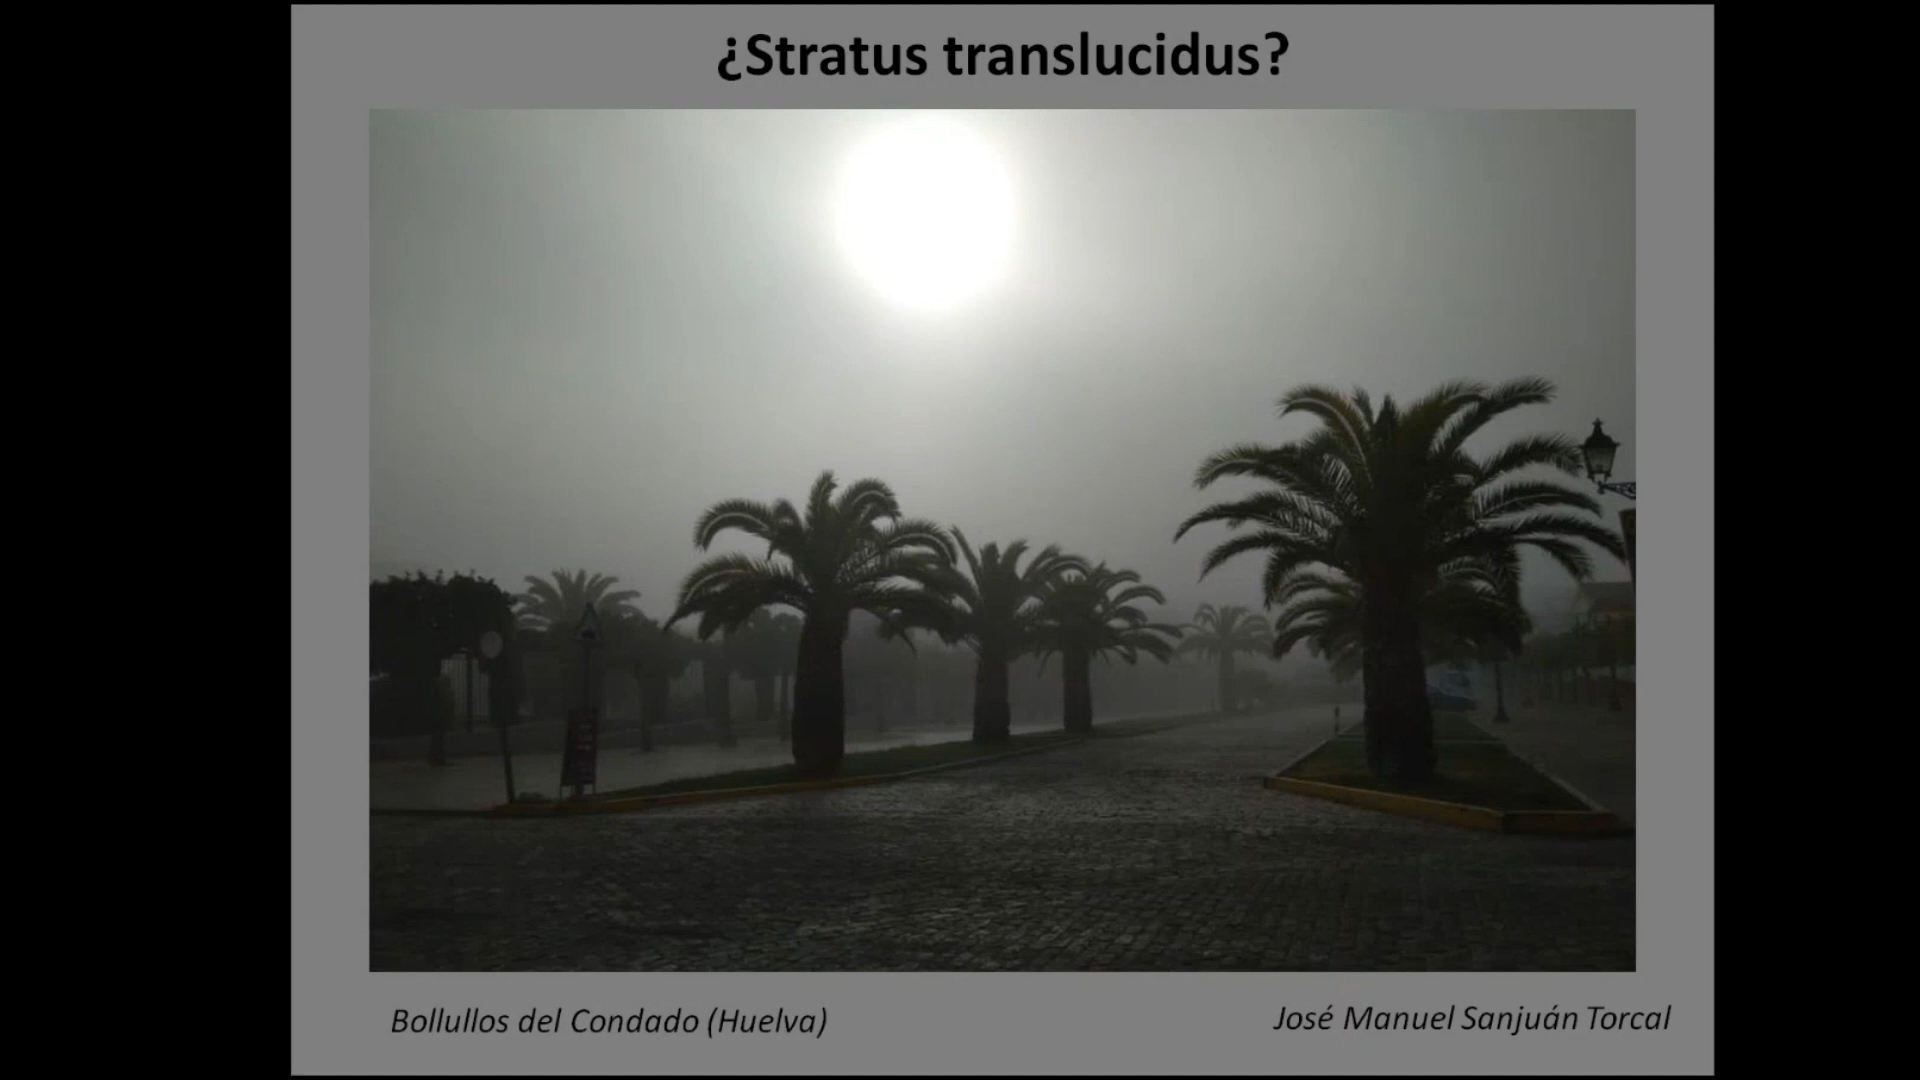 ¿Stratus translucidus?
Bollullos del Condado (Huelva)
José Manuel Sanjuán Torcal